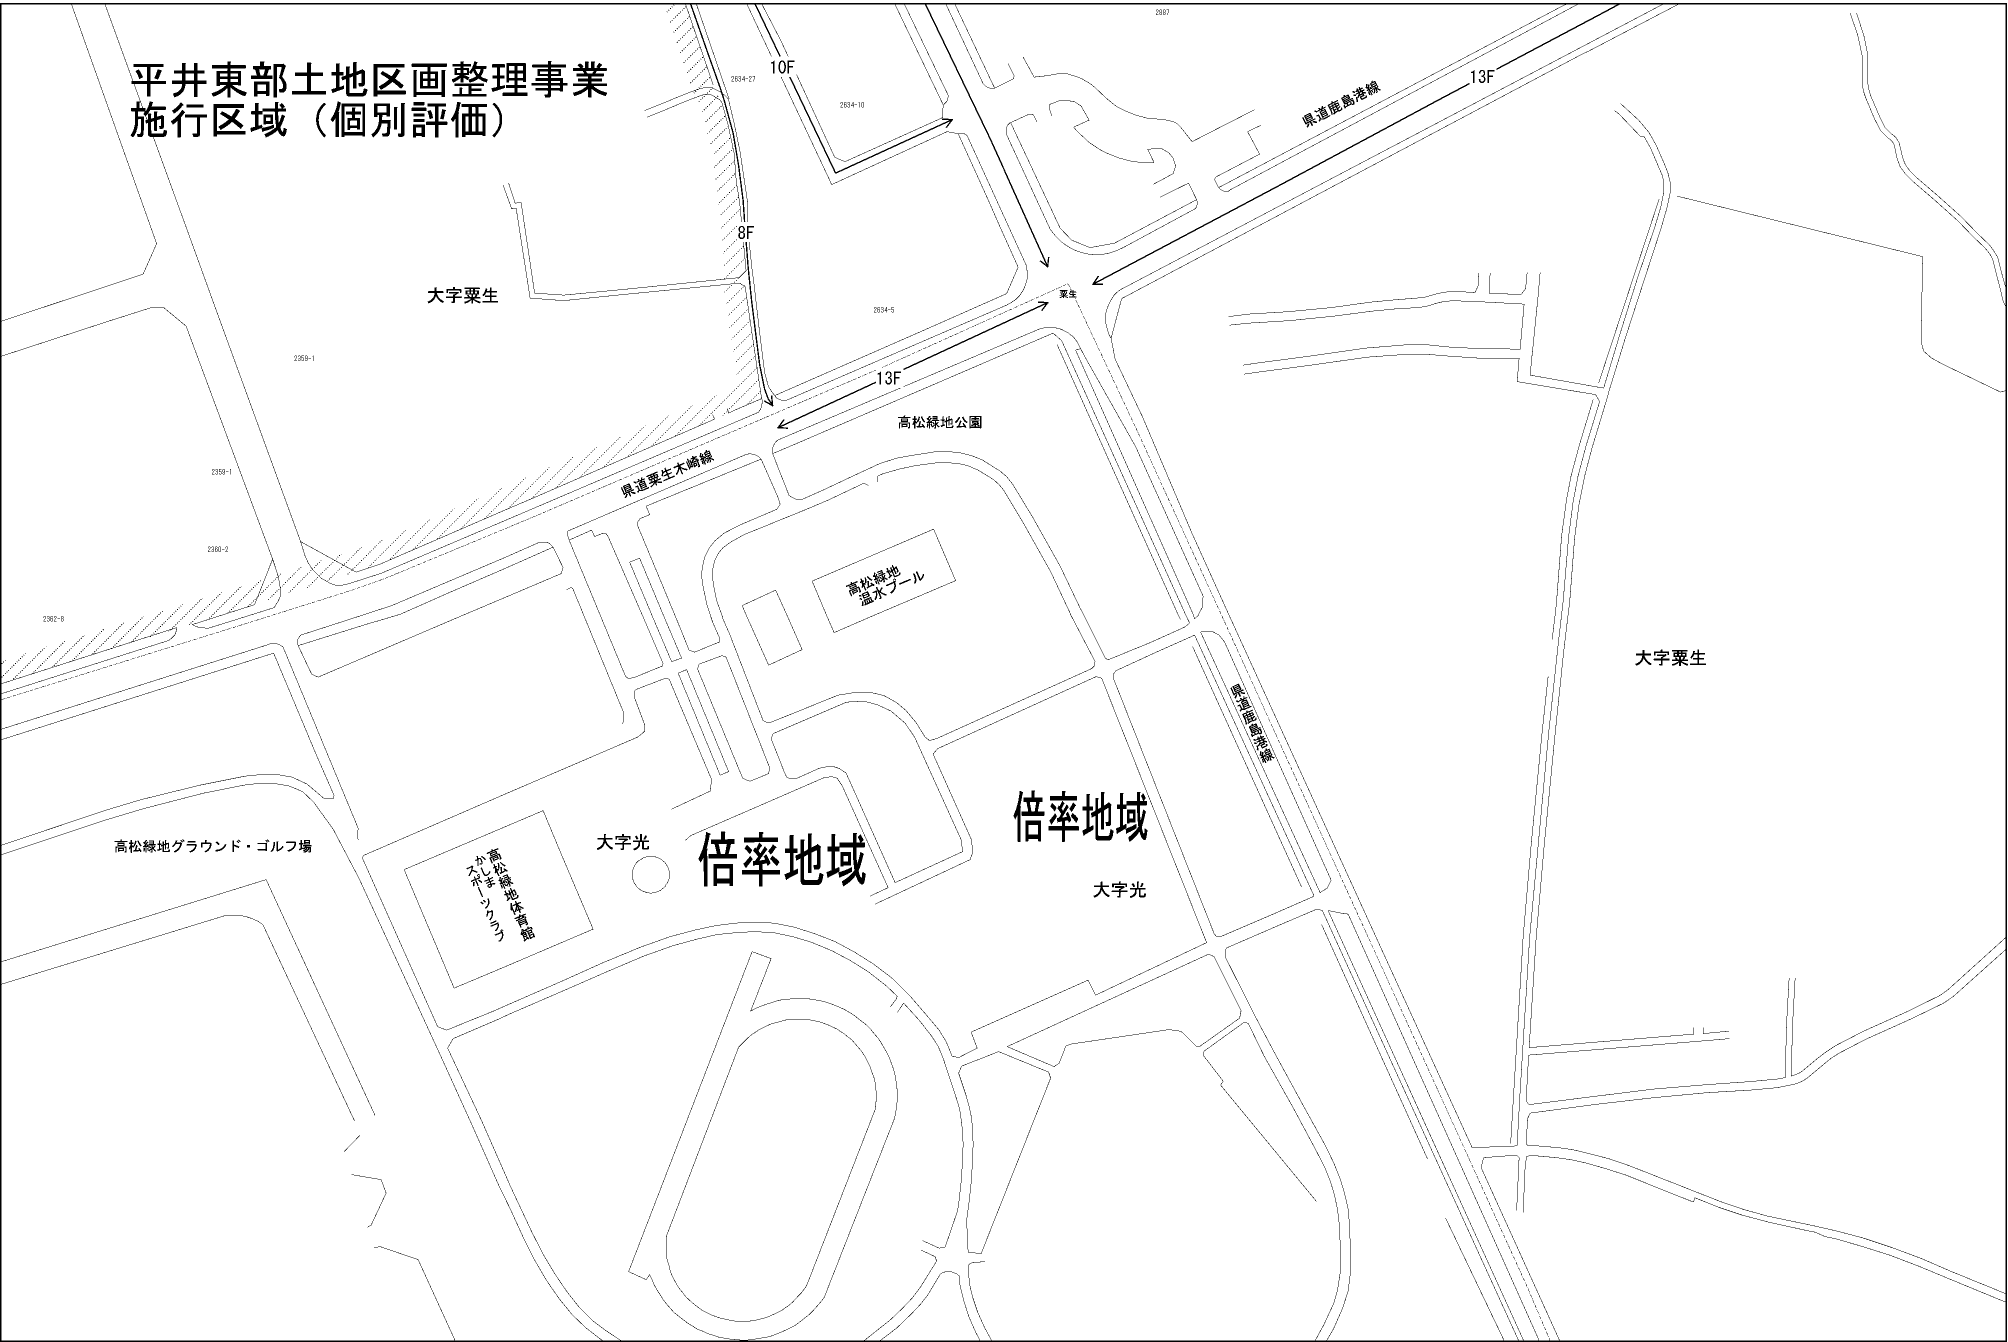 平井東部土地区画整理事業
施行区域（個別評価）
2887
10F
2634-27
2634-10
13F
県道鹿島港線
8F
大字粟生
粟生
2634-5
2359-1
13F
高松緑地公園
県道粟生木崎線
2359-1
2360-2
高松緑地
温水プール
2362-8
大字粟生
県道鹿島港線
倍率地域
大字光
倍率地域
高松緑地グラウンド・ゴルフ場
高松緑地体育館
かしま
スポーツクラブ
大字光